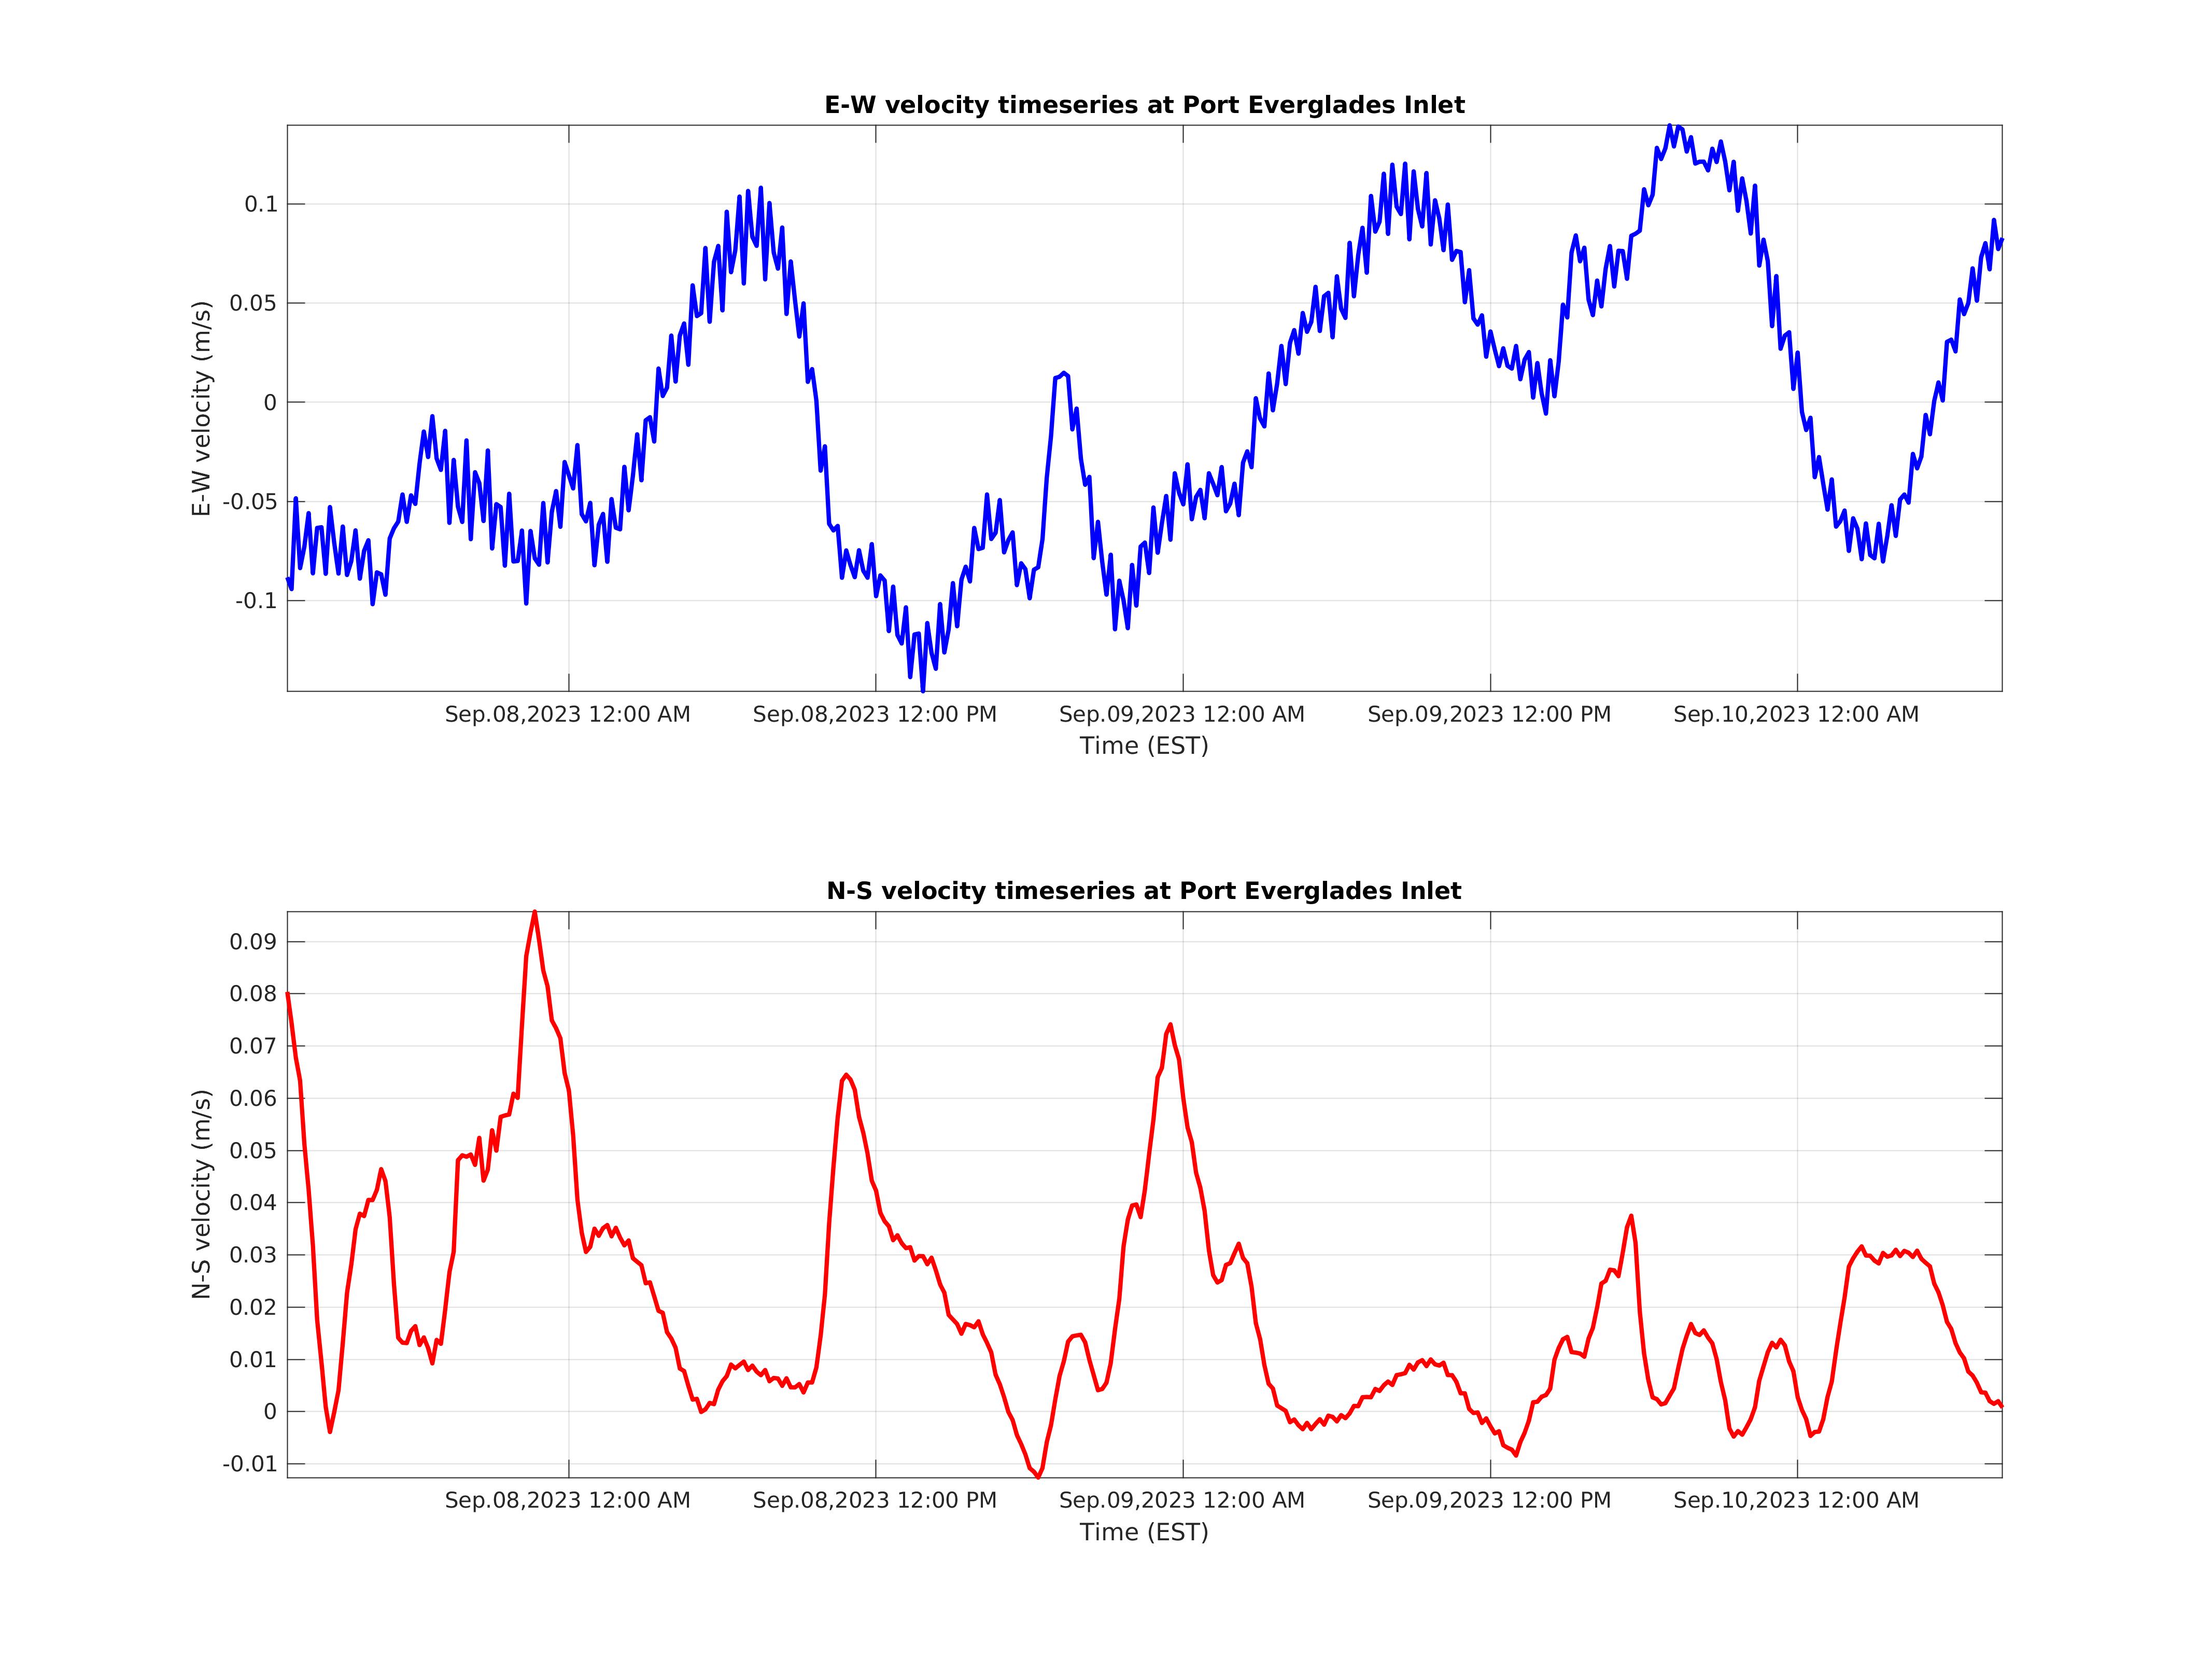 E-W velocity timeseries at Port Everglades Inlet
E-W velocity (m/s)
0.1
0.05
0
-0.05
-0.1
Sep.08,2023 12:00 AM Sep.08,2023 12:00 PM Sep.09,2023 12:00 AM Sep.09,2023 12:00 PM Sep.10,2023 12:00 AM
Time (EST)
N-S velocity timeseries at Port Everglades Inlet
N-S velocity (m/s)
0.09
0.08
0.07
0.06
0.05
0.04
0.03
0.02
0.01
0
-0.01
Sep.08,2023 12:00 AM Sep.08,2023 12:00 PM Sep.09,2023 12:00 AM Sep.09,2023 12:00 PM Sep.10,2023 12:00 AM
Time (EST)